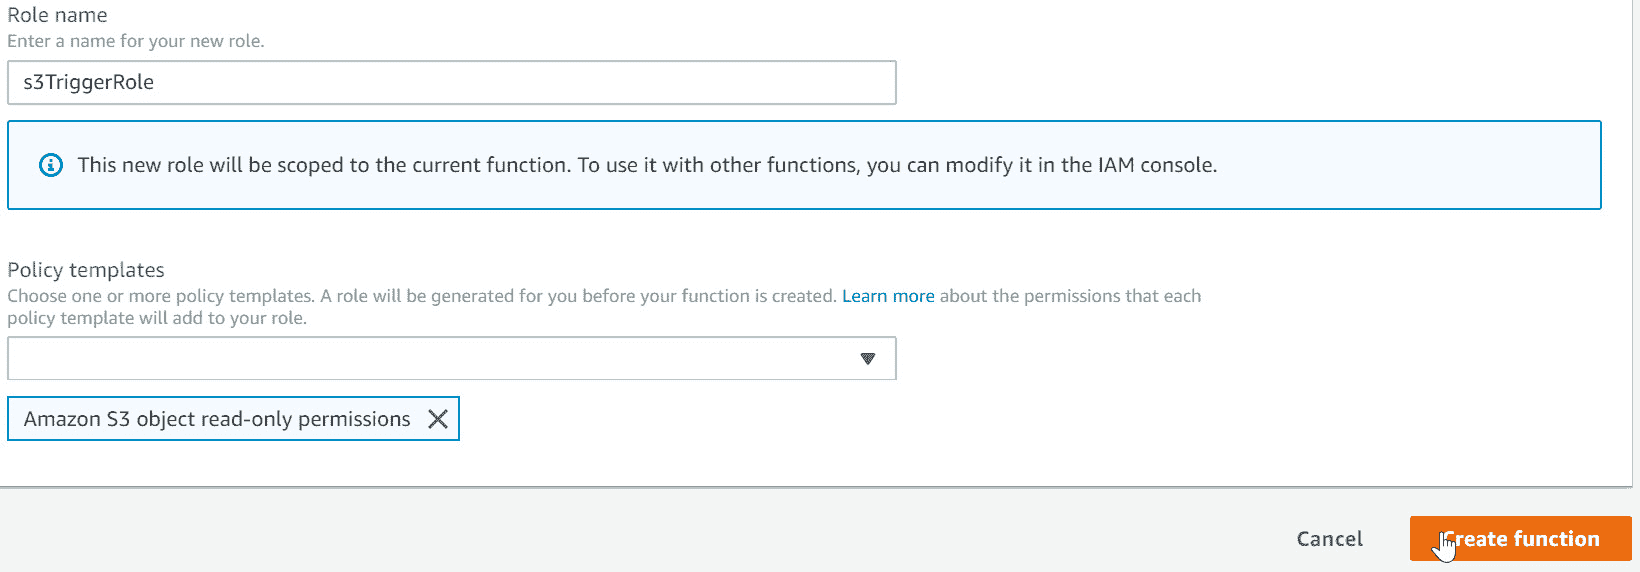 Role name
Enter a name for your new role.
s3TriggerRole
This new role will be scoped to the current function. To use it with other functions, you can modify it in the IAM console.
Policy templates
Choose one or more policy templates. A role will be generated for you before your function is created. Learn more about the permissions that each
policy template will add to your role.
Amazon S3 object read-only permissions
Cancel
Create function